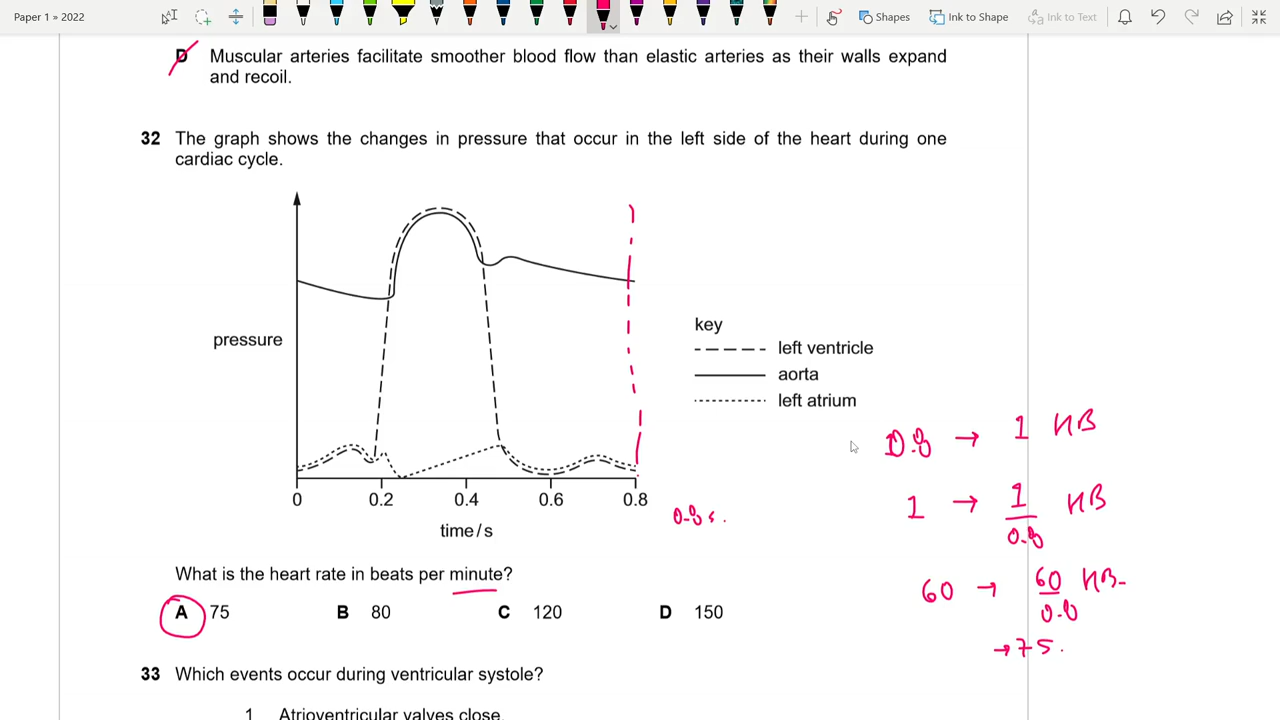 Paper 1 » 2022
Shapes
Ink to Shape
Ink to Text
D Muscular arteries facilitate smoother blood flow than elastic arteries as their walls expand
and recoil.
32 The graph shows the changes in pressure that occur in the left side of the heart during one
cardiac cycle.
pressure
0 0.2 0.4 0.6 0.8
time / s
key
left ventricle
aorta
left atrium
0.8 s.
0.8 → 1 HB
1 → 1/0.8 HB
60 → 60/0.8 HB
→ 75.
What is the heart rate in beats per minute?
A 75 B 80 C 120 D 150
33 Which events occur during ventricular systole?
1 Atrioventricular valves close.